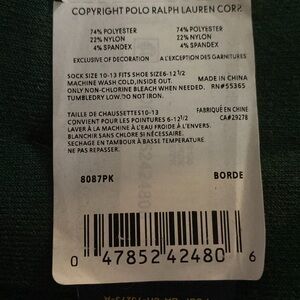 COPYRIGHT POLO RALPH LAUREN CORP.
74% POLYESTER 74% POLYESTER
22% NYLON 22% NYLON
4% SPANDEX 4% SPANDEX
EXCLUSIVE OF DECORATION A L'EXCEPTION DES GARNITURES
SOCK SIZE 10-13 FITS SHOE SIZE6-12 1/2
MACHINE WASH COLD,INSIDE OUT. MADE IN CHINA
ONLY NON-CHLORINE BLEACH WHEN NEEDED. RN#55365
TUMBLEDRY LOW.DO NOT IRON.
TAILLE DE CHAUSSETTES10-13 FABRIQUÉ EN CHINE
CONVIENT POUR LES POINTURES 6-12 1/2 CA#29278
LAVER À LA MACHINE À L'EAU FROIDE À L'ENVERS.
BLANCHIR SANS CHLORE SI NÉCESSAIRE.
SECHAGE EN TAMBOUR À BASSE TEMPERATURE.
NE PAS REPASSER.
8087PK BORDE
0 47852 42480 6